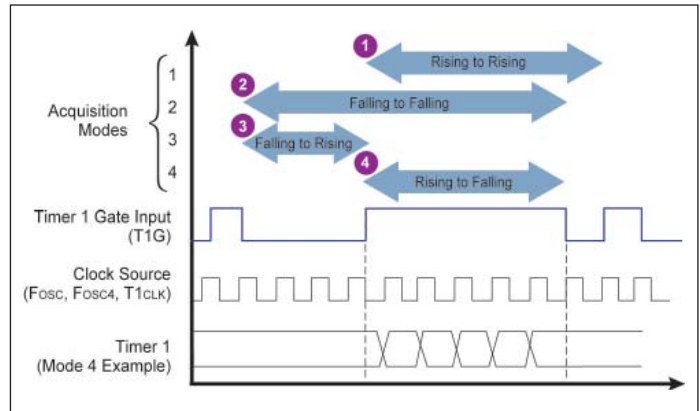 1
Rising to Rising
2
Falling to Falling
3
Falling to Rising
4
Rising to Falling
Acquisition
Modes
1
2
3
4
Timer 1 Gate Input
(T1G)
Clock Source
(Fosc, Fosc4, T1CLK)
Timer 1
(Mode 4 Example)